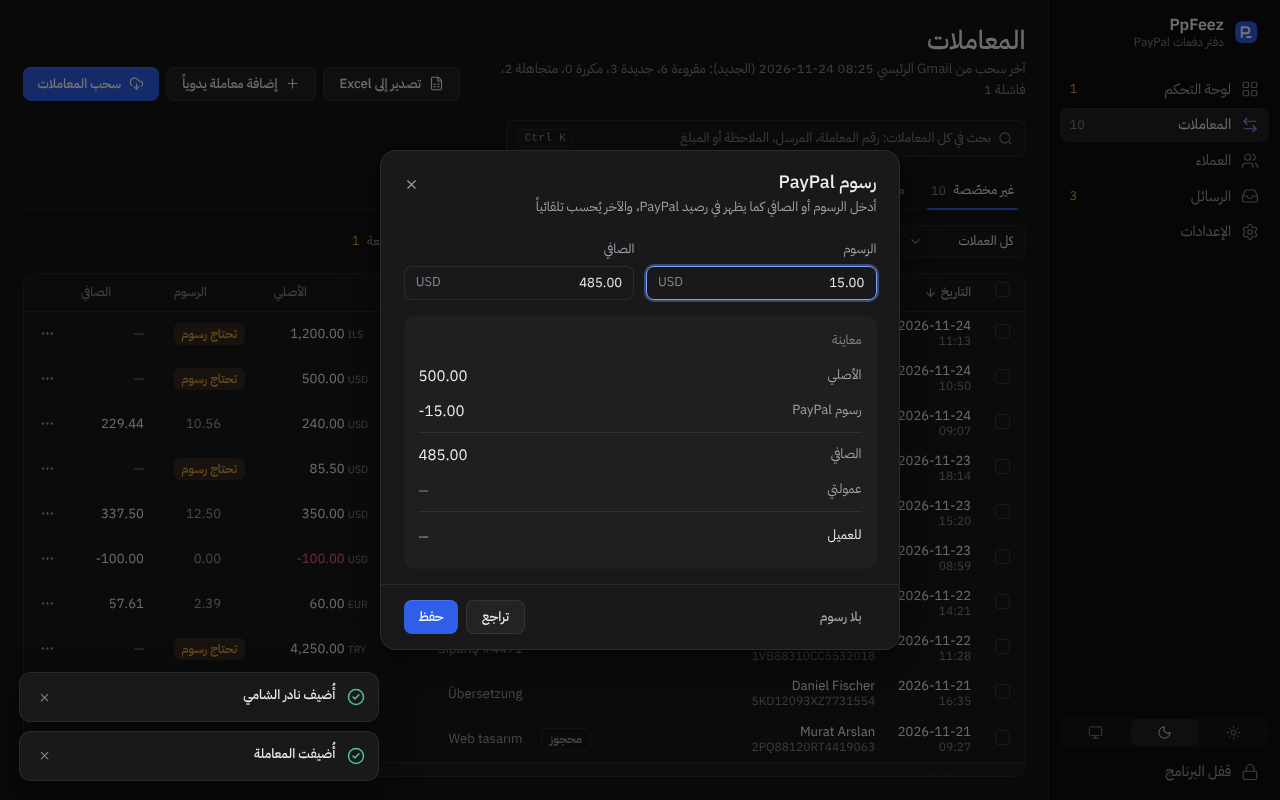 PpFeez
دفتر دفعات PayPal
لوحة التحكم 1
المعاملات 10
العملاء
الرسائل 3
الإعدادات
قفل البرنامج
المعاملات
آخر سحب من Gmail الرئيسي 08:25 24-11-2026 (الجديد): مقروءة 6، جديدة 3، مكررة 0، متجاهلة 2،
فاشلة 1
تصدير إلى Excel
إضافة معاملة يدوياً
سحب المعاملات
بحث في كل المعاملات: رقم المعاملة، المرسل، الملاحظة أو المبلغ
Ctrl K
غير مخصّصة 10
كل العملات
1
التاريخ
الأصلي
الرسوم
الصافي
2026-11-24
11:13
1,200.00 ILS
تحتاج رسوم
—
2026-11-24
10:50
500.00 USD
تحتاج رسوم
—
2026-11-24
09:07
240.00 USD
10.56
229.44
2026-11-23
18:14
85.50 USD
تحتاج رسوم
—
2026-11-23
15:20
350.00 USD
12.50
337.50
2026-11-23
08:59
-100.00 USD
0.00
-100.00
2026-11-22
14:21
60.00 EUR
2.39
57.61
2026-11-22
11:28
1VB88310CC5532018
4,250.00 TRY
تحتاج رسوم
—
2026-11-21
16:35
Daniel Fischer
5KD12093XZ7731554
Übersetzung
2026-11-21
09:27
Murat Arslan
2PQ88120RT4419063
محجوز
Web tasarım
رسوم PayPal
أدخل الرسوم أو الصافي كما يظهر في رصيد PayPal، والآخر يُحسب تلقائياً
الرسوم
15.00 USD
الصافي
485.00 USD
معاينة
الأصلي 500.00
رسوم PayPal -15.00
الصافي 485.00
عمولتي —
للعميل —
بلا رسوم
تراجع
حفظ
أُضيف نادر الشامي
أُضيفت المعاملة